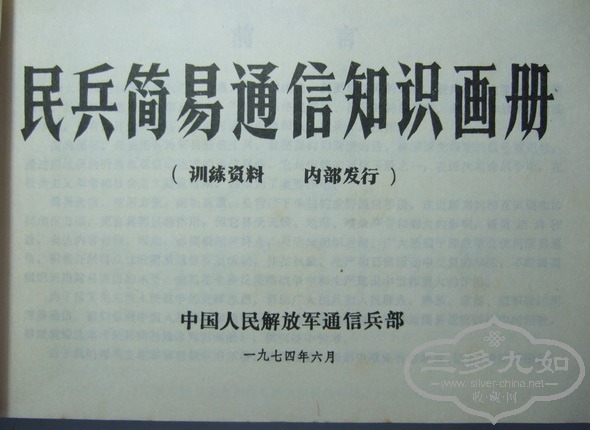 民兵简易通信知识画册
（训练资料 内部发行）
中国人民解放军通信兵部
一九七四年六月
三多九如
www.silver-china.net
收藏·网